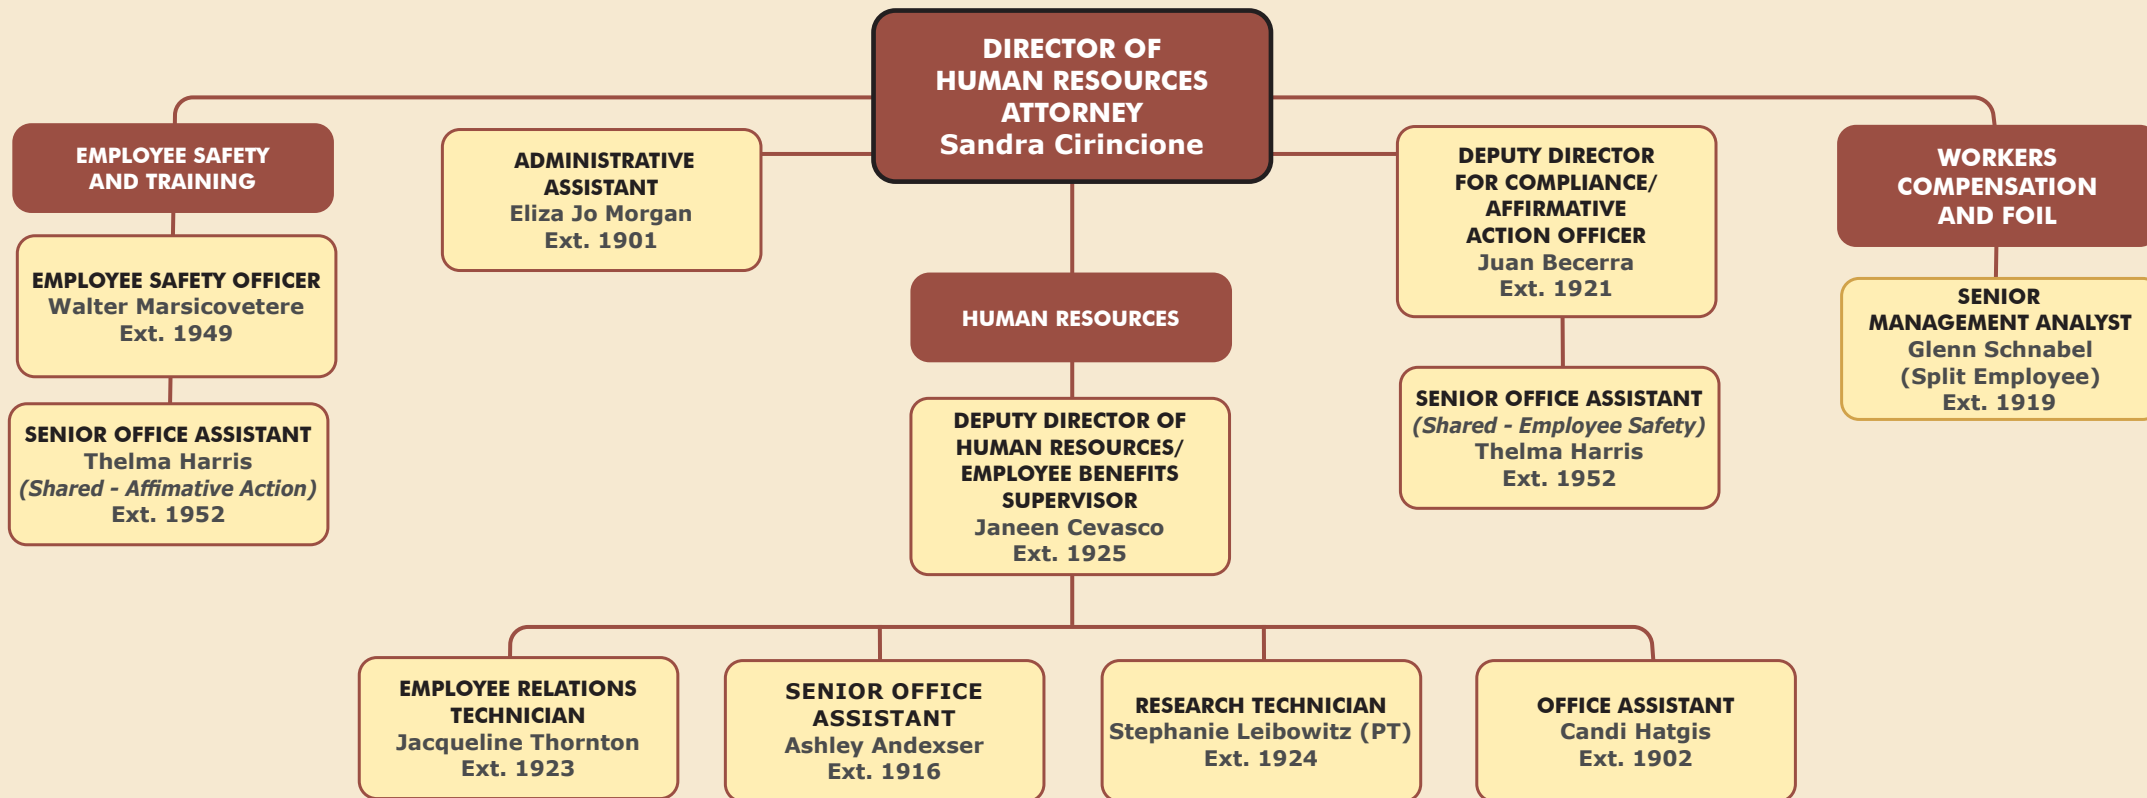 DIRECTOR OF
HUMAN RESOURCES
ATTORNEY
Sandra Cirincione
EMPLOYEE SAFETY
AND TRAINING
EMPLOYEE SAFETY OFFICER
Walter Marsicovetere
Ext. 1949
SENIOR OFFICE ASSISTANT
Thelma Harris
(Shared - Affimative Action)
Ext. 1952
ADMINISTRATIVE
ASSISTANT
Eliza Jo Morgan
Ext. 1901
HUMAN RESOURCES
DEPUTY DIRECTOR OF
HUMAN RESOURCES/
EMPLOYEE BENEFITS
SUPERVISOR
Janeen Cevasco
Ext. 1925
DEPUTY DIRECTOR
FOR COMPLIANCE/
AFFIRMATIVE
ACTION OFFICER
Juan Becerra
Ext. 1921
SENIOR OFFICE ASSISTANT
(Shared - Employee Safety)
Thelma Harris
Ext. 1952
WORKERS
COMPENSATION
AND FOIL
SENIOR
MANAGEMENT ANALYST
Glenn Schnabel
(Split Employee)
Ext. 1919
EMPLOYEE RELATIONS
TECHNICIAN
Jacqueline Thornton
Ext. 1923
SENIOR OFFICE
ASSISTANT
Ashley Andexser
Ext. 1916
RESEARCH TECHNICIAN
Stephanie Leibowitz (PT)
Ext. 1924
OFFICE ASSISTANT
Candi Hatgis
Ext. 1902